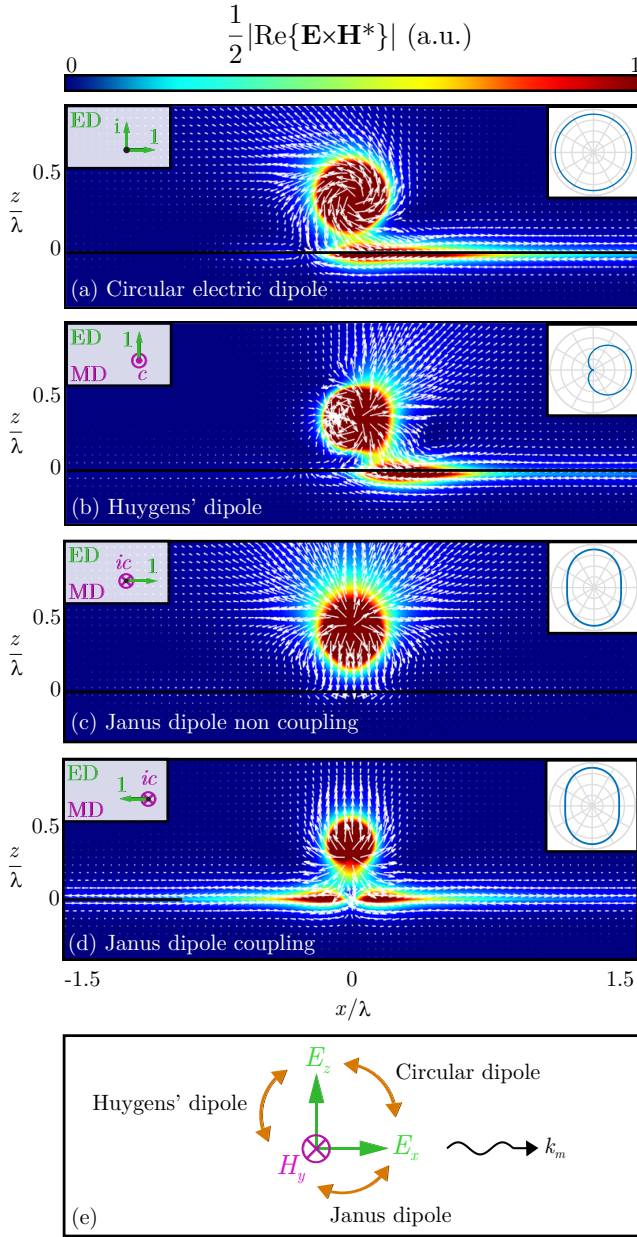 1/2|Re{E×H*}| (a.u.)
0 1
ED i 1
0.5
z/λ
0
(a) Circular electric dipole
ED 1
MD c
0.5
z/λ
0
(b) Huygens' dipole
ED ic 1
MD
0.5
z/λ
0
(c) Janus dipole non coupling
ED ic
1
MD
0.5
z/λ
0
(d) Janus dipole coupling
-1.5 0 1.5
x/λ
E_z
Circular dipole
Huygens' dipole
H_y E_x k_m
Janus dipole
(e)